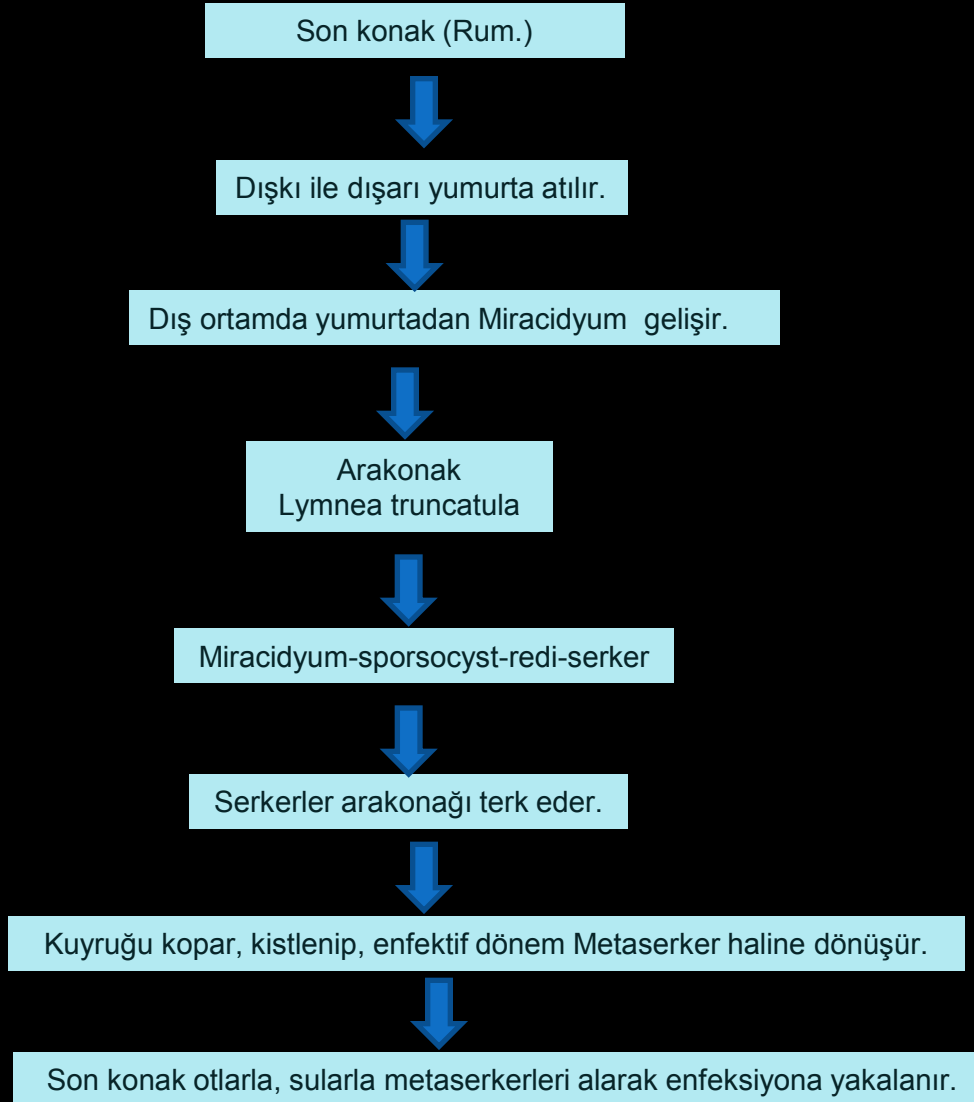 Son konak (Rum.)
Dışkı ile dışarı yumurta atılır.
Dış ortamda yumurtadan Miracidyum  gelişir.
Arakonak
Lymnea truncatula
Miracidyum-sporsocyst-redi-serker
Serkerler arakonağı terk eder.
Kuyruğu kopar, kistlenip, enfektif dönem Metaserker haline dönüşür.
Son konak otlarla, sularla metaserkerleri alarak enfeksiyona yakalanır.